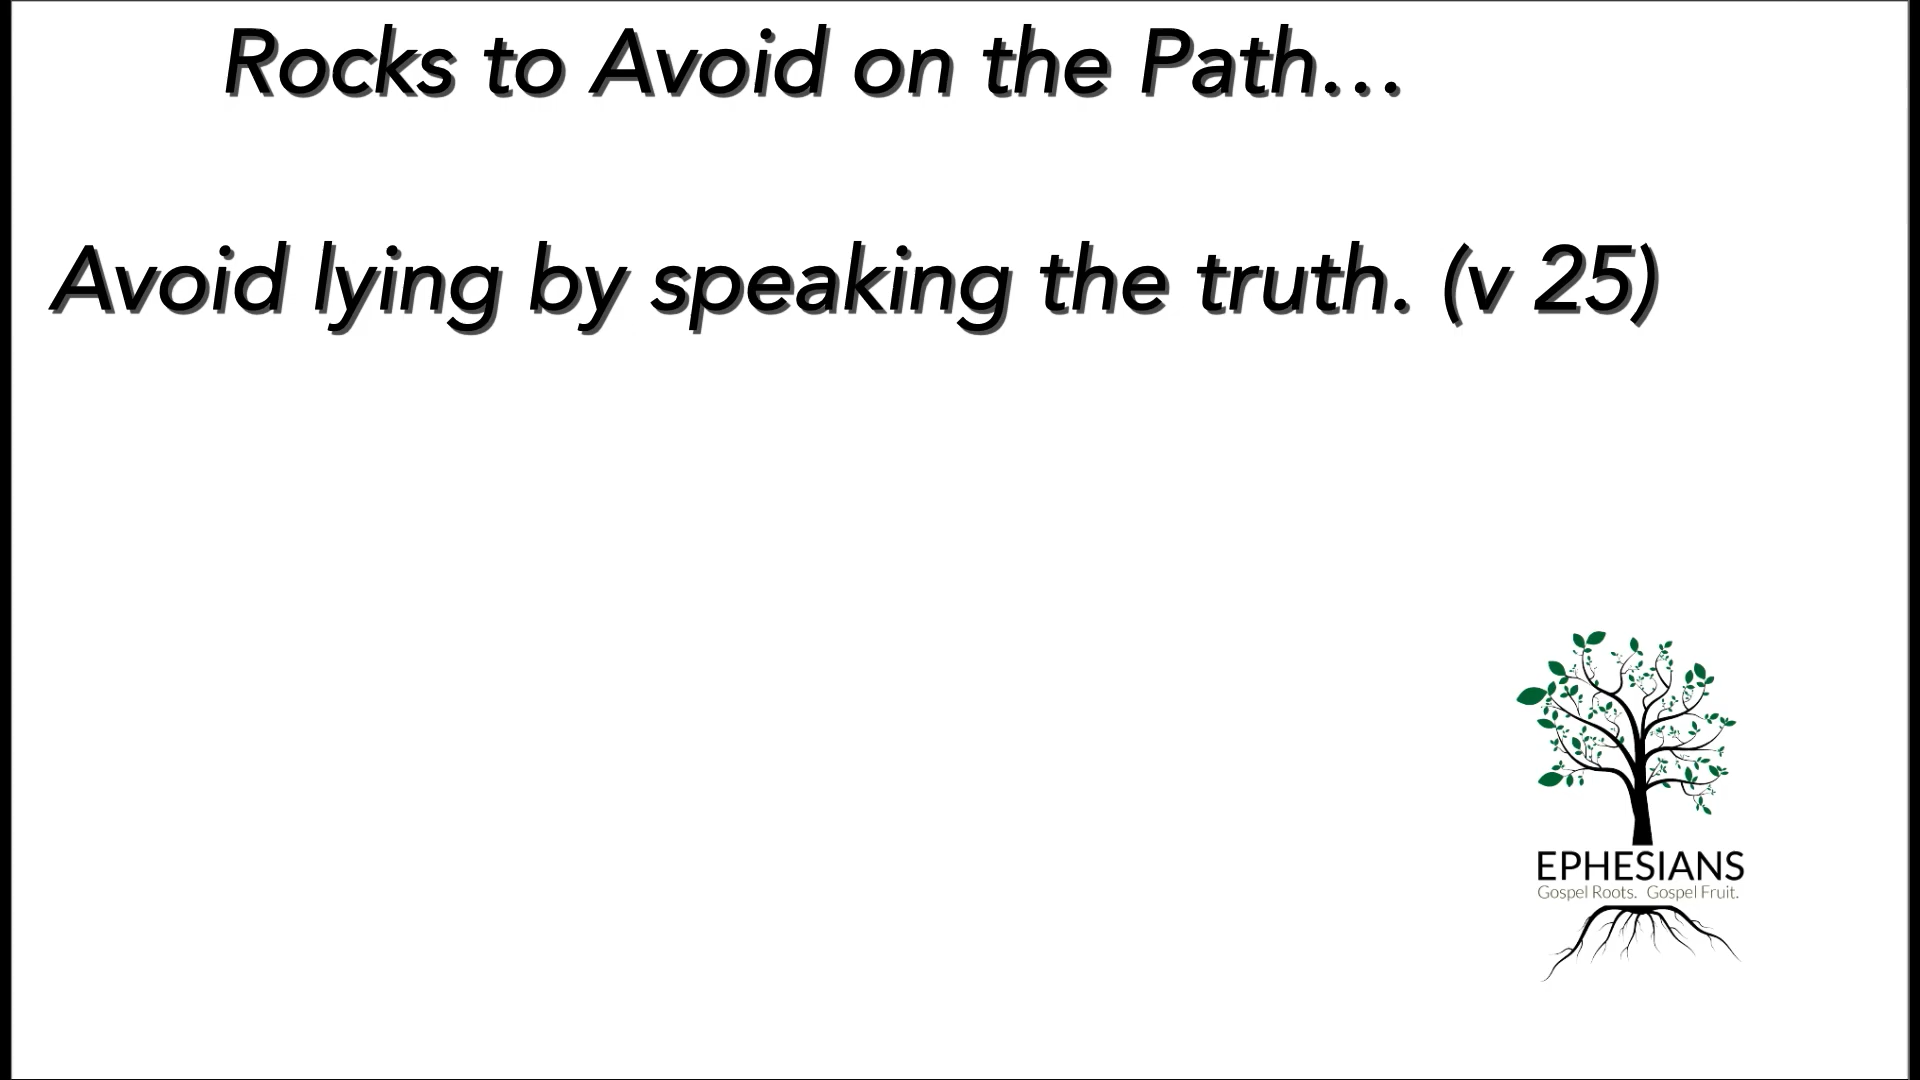 Rocks to Avoid on the Path...
Avoid lying by speaking the truth. (v 25)
EPHESIANS
Gospel Roots. Gospel Fruit.